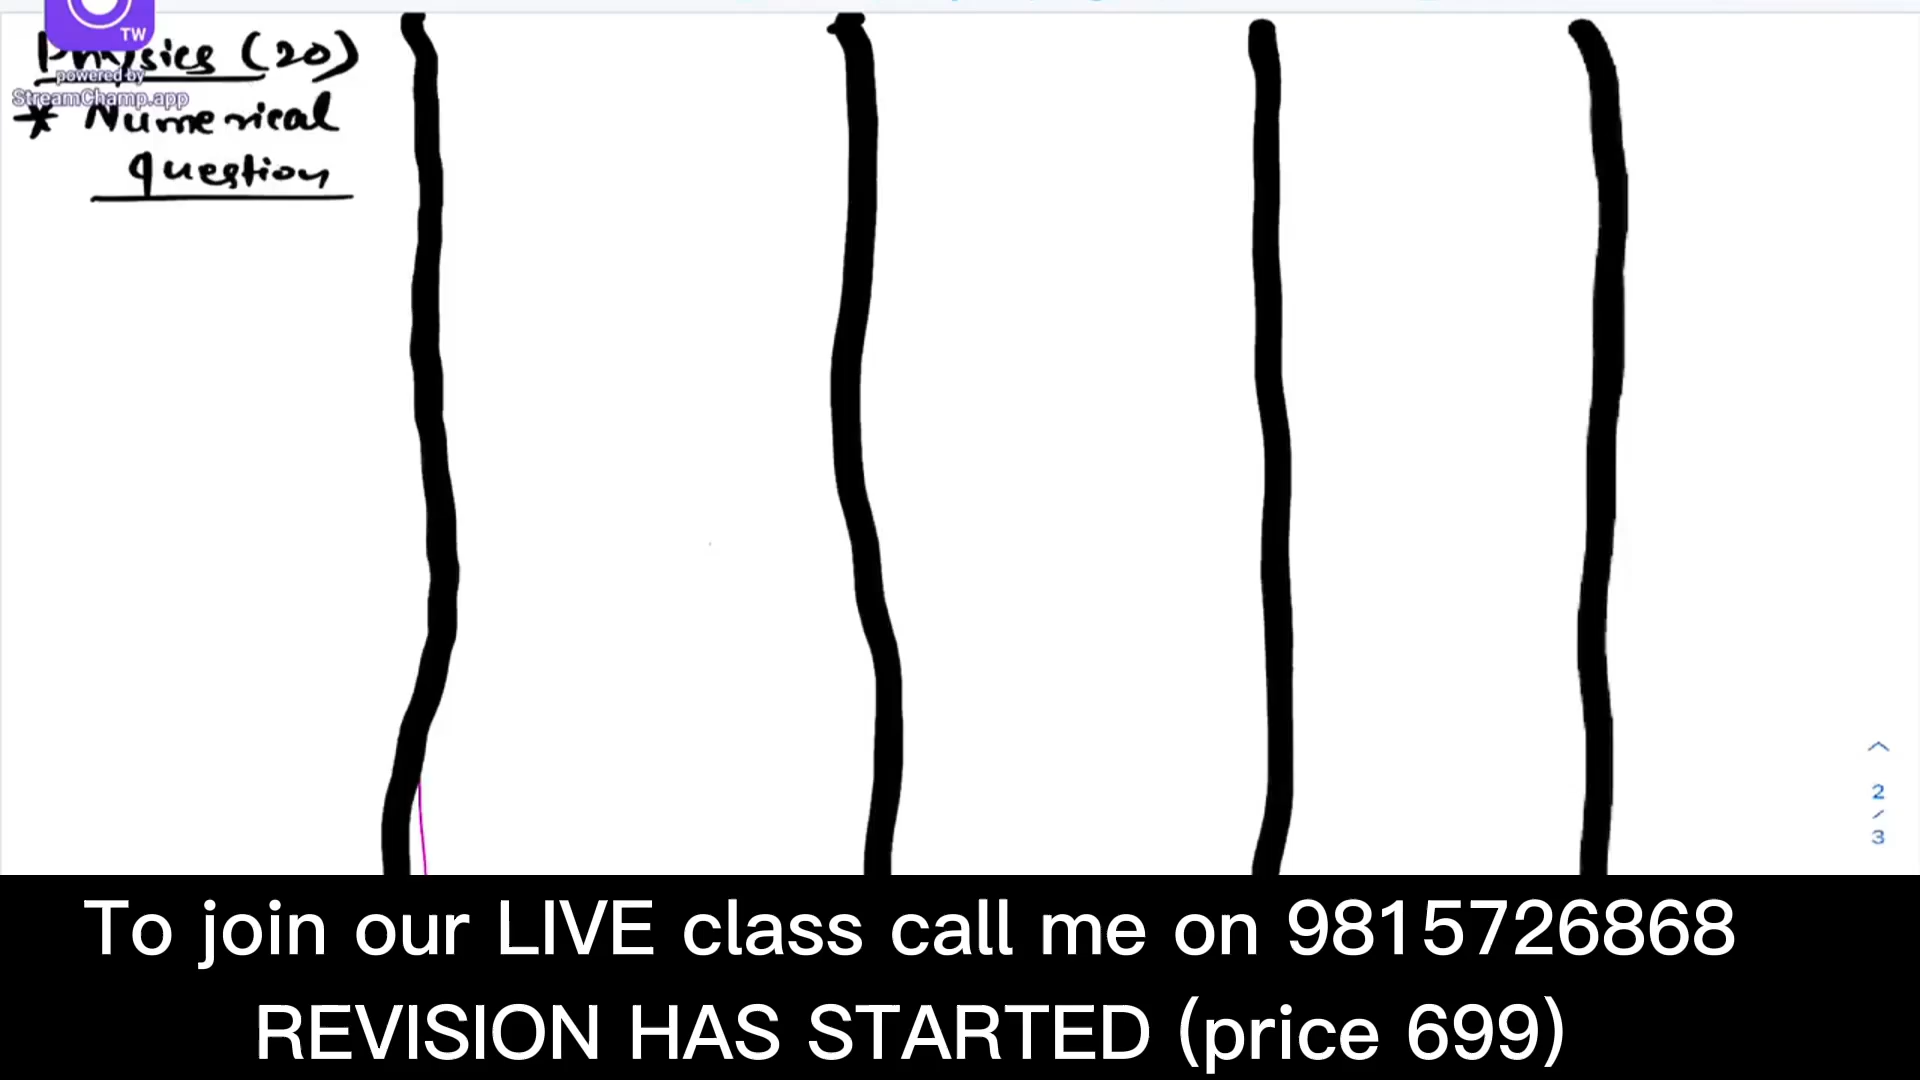 TW
Physics (20)
powered by
StreamChamp.app
* Numerical
question
2
/
3
To join our LIVE class call me on 9815726868
REVISION HAS STARTED (price 699)